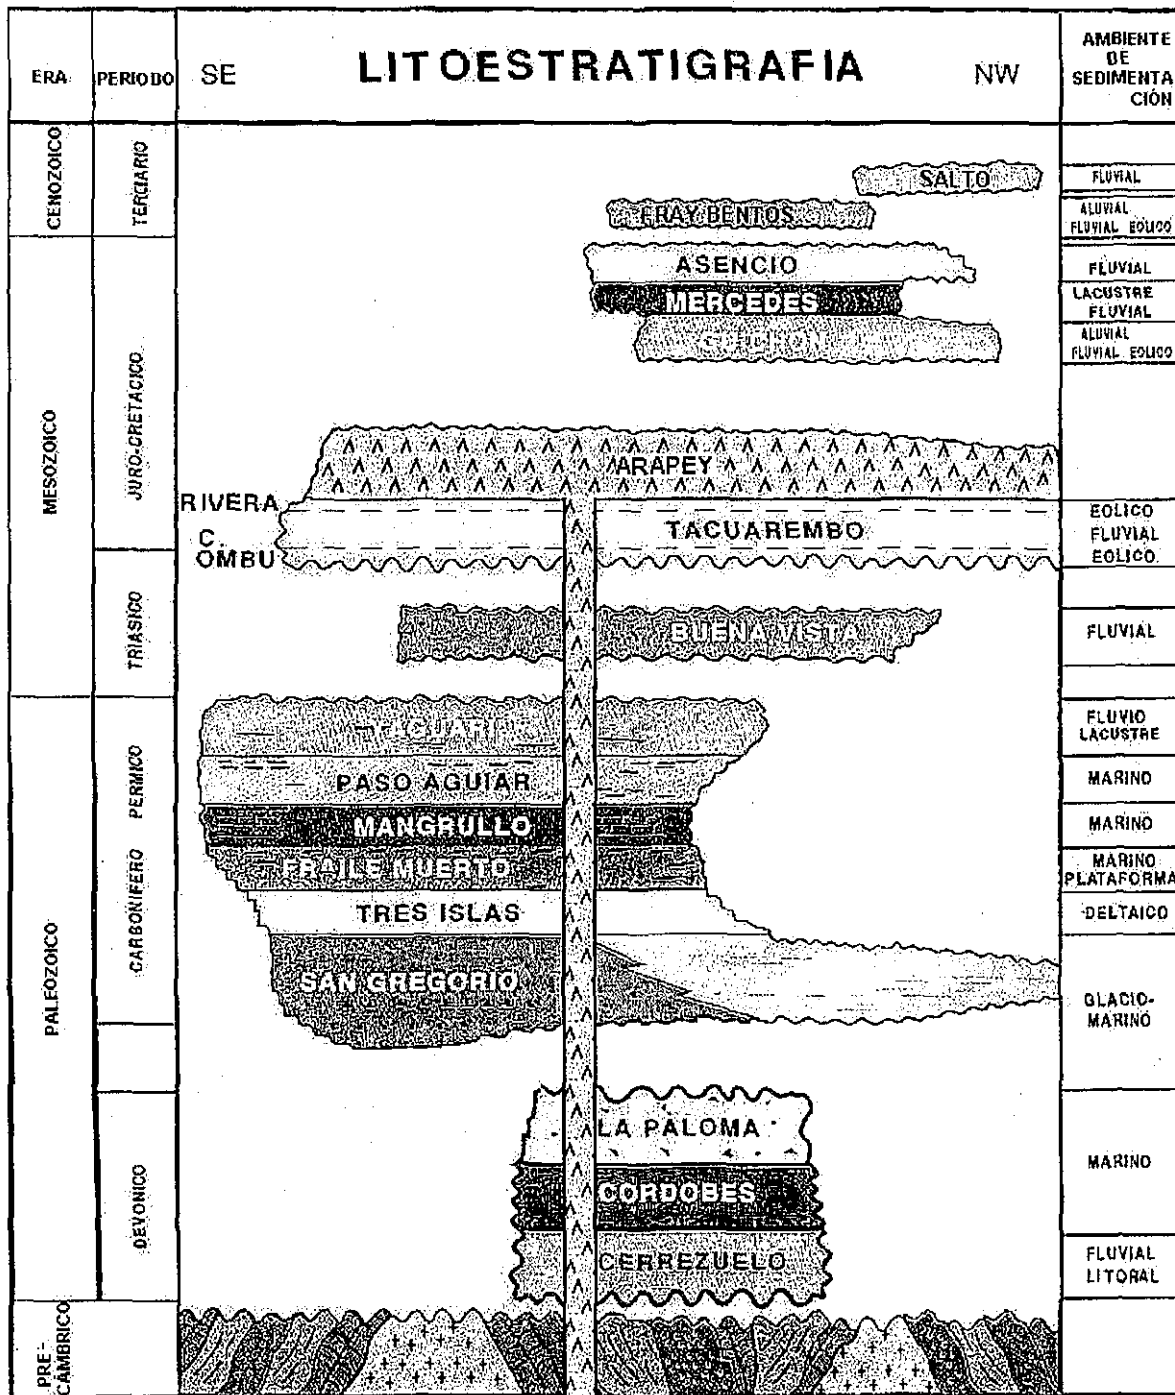 ERA
PERIODO
SE
LITOESTRATIGRAFIA
NW
AMBIENTE
DE
SEDIMENTA
CIÓN
CENOZOICO
TERCIARIO
SALTO
FLUVIAL
FRAY BENTOS
ALUVIAL
FLUVIAL EOLICO
MESOZOICO
JURO-CRETACICO
ASENCIO
FLUVIAL
MERCEDES
LACUSTRE
FLUVIAL
ALUVIAL
FLUVIAL EOLICO
ARAPEY
RIVERA
C.
OMBU
TACUAREMBO
EOLICO
FLUVIAL
EOLICO
TRIASICO
BUENA VISTA
FLUVIAL
PALEOZOICO
CARBONIFERO PERMICO
FLUVIO
LACUSTRE
PASO AGUIAR
MARINO
MANGRULLO
MARINO
FRAILE MUERTO
MARINO
PLATAFORMA
TRES ISLAS
DELTAICO
SAN GREGORIO
GLACIO-
MARINO
DEVONICO
LA PALOMA
MARINO
CORDOBES
CERREZUELO
FLUVIAL
LITORAL
PRE-
CÁMBRICO